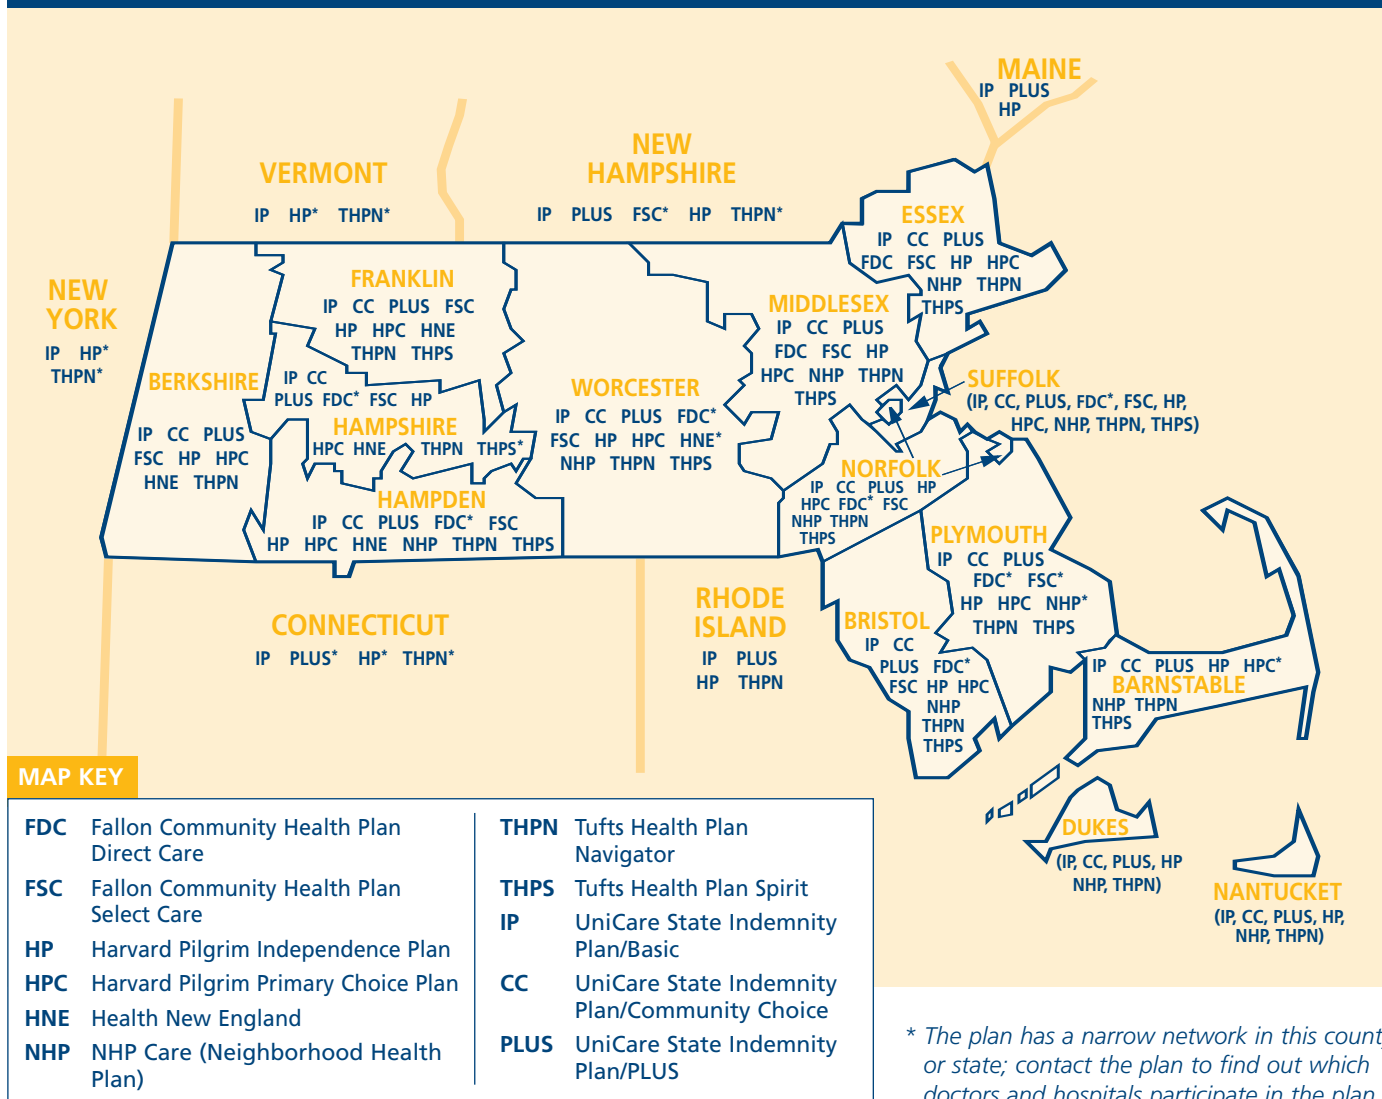 MAINE
IP PLUS
HP
NEW
HAMPSHIRE
IP PLUS FSC* HP THPN*
VERMONT
IP HP* THPN*
ESSEX
IP CC PLUS
FDC FSC HP HPC
NHP THPN
THPS
NEW
YORK
IP HP*
THPN*
FRANKLIN
IP CC PLUS FSC
HP HPC HNE
THPN THPS
MIDDLESEX
IP CC PLUS
FDC FSC HP
HPC NHP THPN
THPS
BERKSHIRE
IP CC PLUS
FSC HP HPC
HNE THPN
IP CC
PLUS FDC* FSC HP
HAMPSHIRE
HPC HNE THPN THPS*
WORCESTER
IP CC PLUS FDC*
FSC HP HPC HNE*
NHP THPN THPS
SUFFOLK
(IP, CC, PLUS, FDC*, FSC, HP,
HPC, NHP, THPN, THPS)
NORFOLK
IP CC PLUS HP
HPC FDC* FSC
NHP THPN
THPS
HAMPDEN
IP CC PLUS FDC* FSC
HP HPC HNE NHP THPN THPS
PLYMOUTH
IP CC PLUS
FDC* FSC*
HP HPC NHP*
THPN THPS
CONNECTICUT
IP PLUS* HP* THPN*
RHODE
ISLAND
IP PLUS
HP THPN
BRISTOL
IP CC
PLUS FDC*
FSC HP HPC
NHP
THPN
THPS
IP CC PLUS HP HPC*
BARNSTABLE
NHP THPN
THPS
DUKES
(IP, CC, PLUS, HP
NHP, THPN)
NANTUCKET
(IP, CC, PLUS, HP,
NHP, THPN)
MAP KEY
FDC Fallon Community Health Plan
Direct Care
FSC Fallon Community Health Plan
Select Care
HP Harvard Pilgrim Independence Plan
HPC Harvard Pilgrim Primary Choice Plan
HNE Health New England
NHP NHP Care (Neighborhood Health
Plan)
THPN Tufts Health Plan
Navigator
THPS Tufts Health Plan Spirit
IP UniCare State Indemnity
Plan/Basic
CC UniCare State Indemnity
Plan/Community Choice
PLUS UniCare State Indemnity
Plan/PLUS
* The plan has a narrow network in this county
or state; contact the plan to find out which
doctors and hospitals participate in the plan